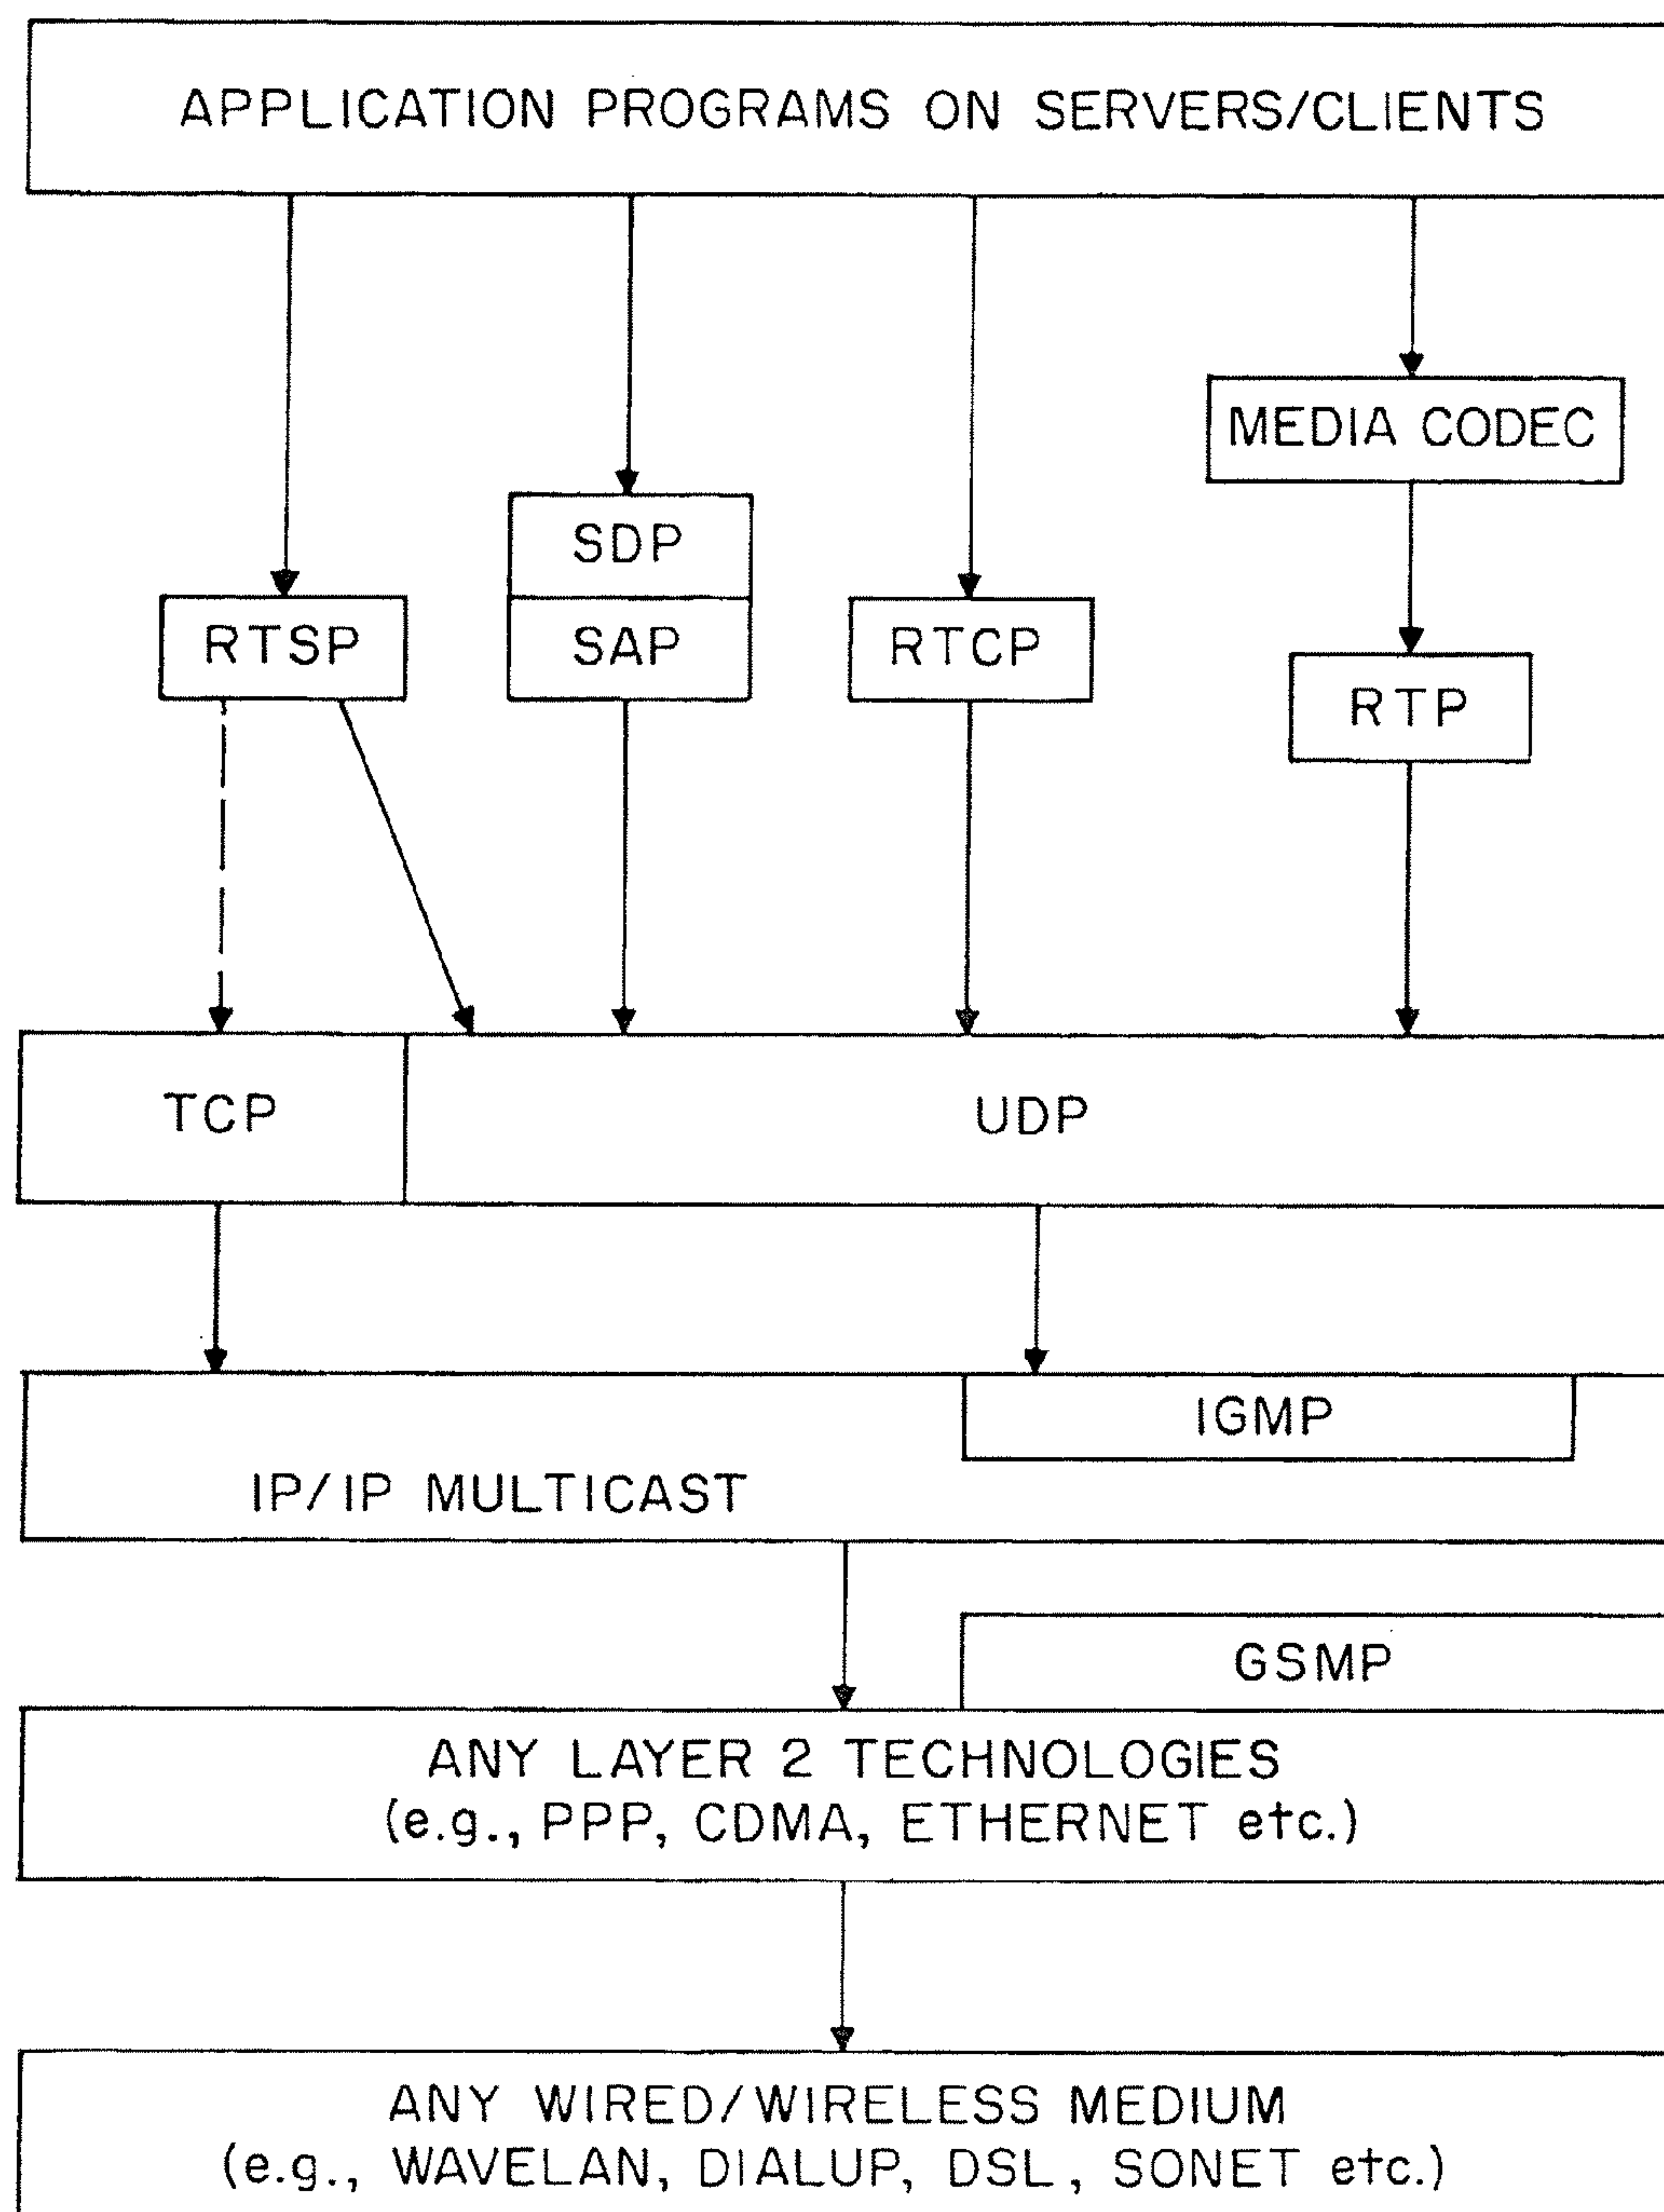 APPLICATION PROGRAMS ON SERVERS/CLIENTS
MEDIA CODEC
SDP
RTSP
SAP
RTCP
RTP
TCP
UDP
IGMP
IP/IP MULTICAST
GSMP
ANY LAYER 2 TECHNOLOGIES
(e.g., PPP, CDMA, ETHERNET etc.)
ANY WIRED/WIRELESS MEDIUM
(e.g., WAVELAN, DIALUP, DSL, SONET etc.)